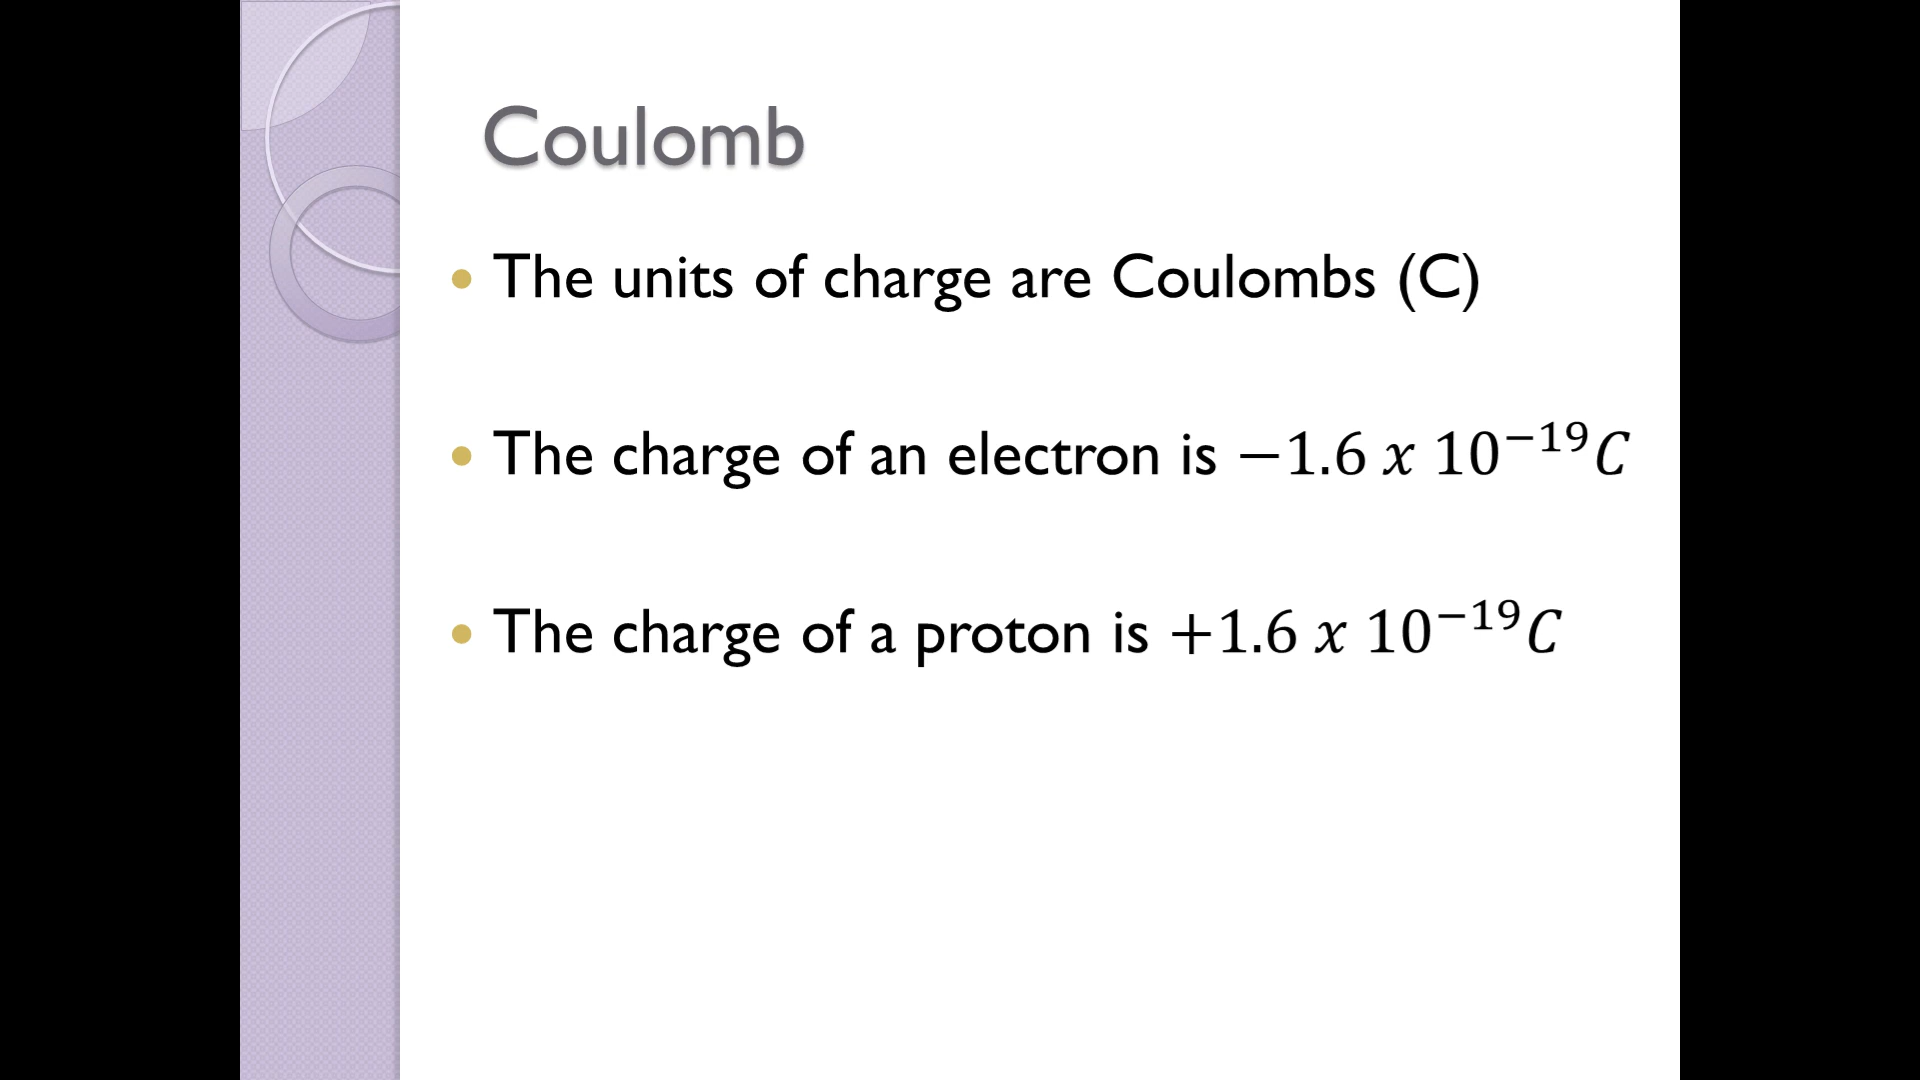 Coulomb
• The units of charge are Coulombs (C)
• The charge of an electron is −1.6 x 10⁻¹⁹C
• The charge of a proton is +1.6 x 10⁻¹⁹C